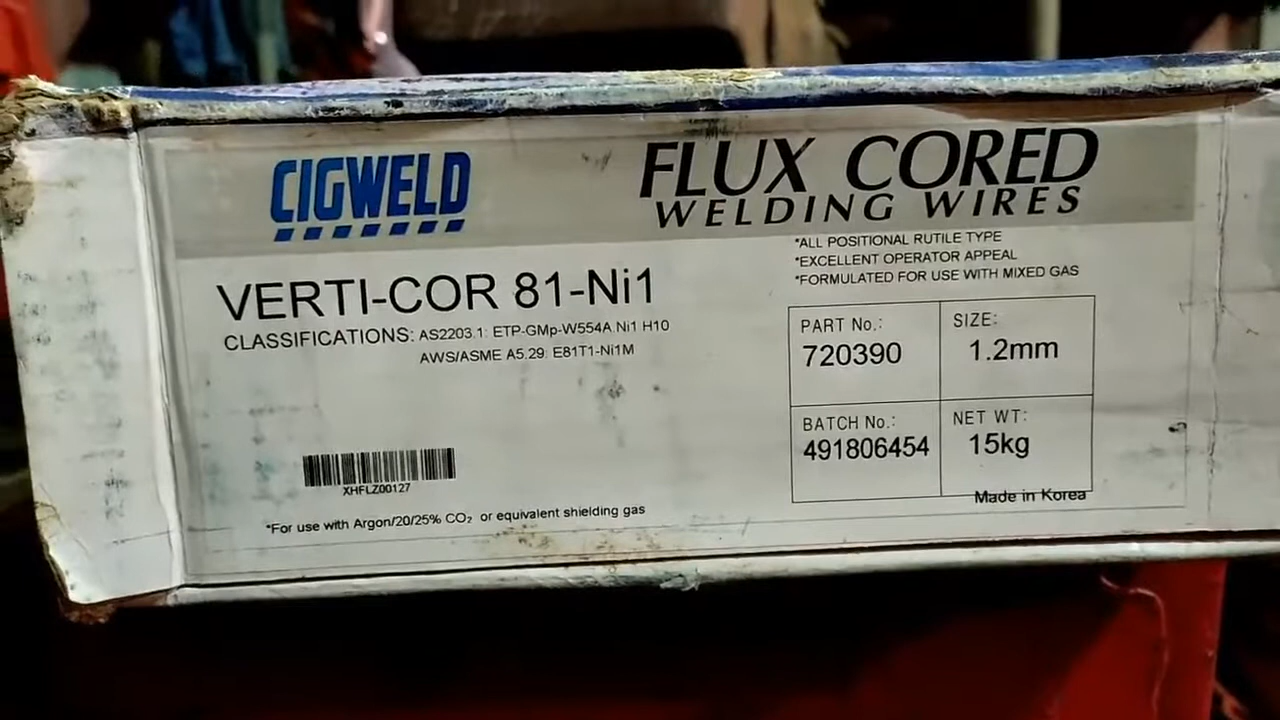 CIGWELD
FLUX CORED
WELDING WIRES
*ALL POSITIONAL RUTILE TYPE
*EXCELLENT OPERATOR APPEAL
*FORMULATED FOR USE WITH MIXED GAS
VERTI-COR 81-Ni1
CLASSIFICATIONS: AS2203.1: ETP-GMp-W554A.Ni1 H10
AWS/ASME A5.29: E81T1-Ni1M
PART No.:
720390
SIZE:
1.2mm
BATCH No.:
491806454
NET WT:
15kg
Made in Korea
XHFLZ00127
*For use with Argon/20/25% CO₂ or equivalent shielding gas